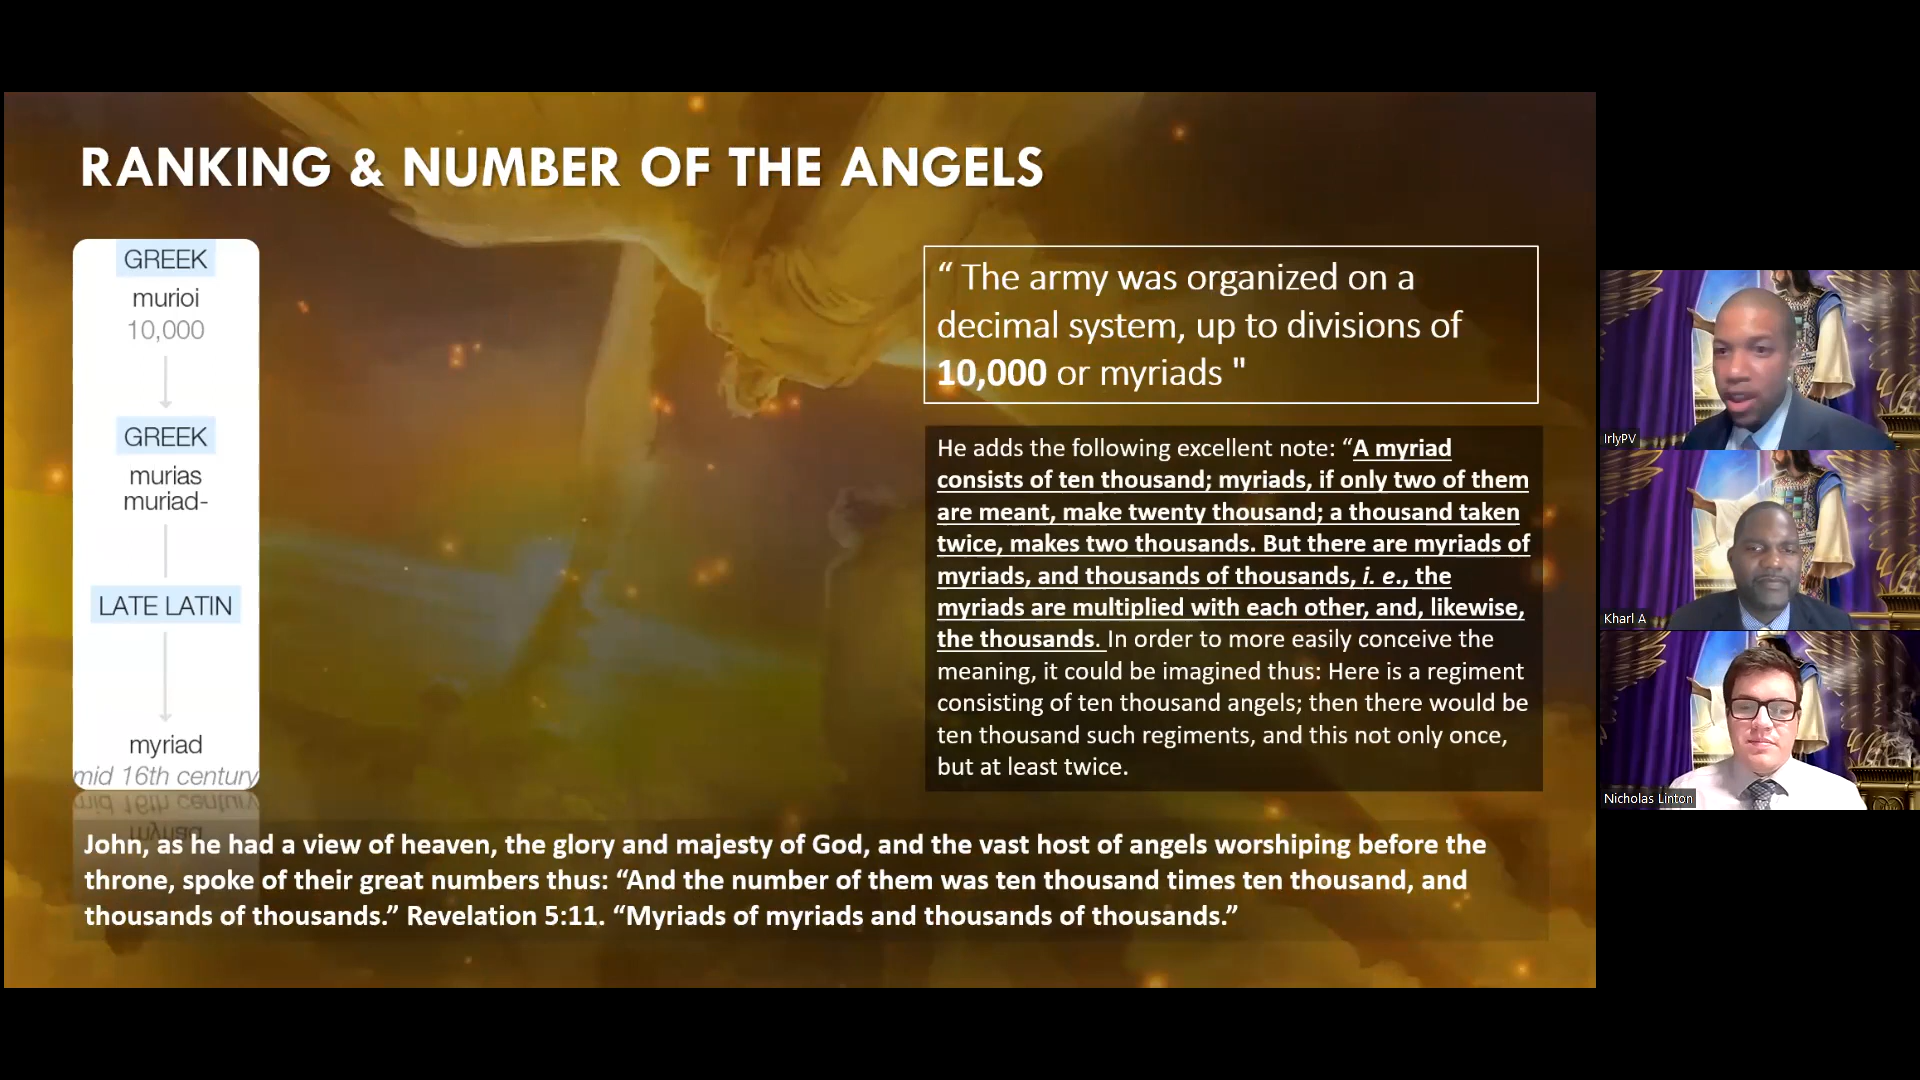 RANKING & NUMBER OF THE ANGELS
GREEK
murioi
10,000
GREEK
murias
muriad-
LATE LATIN
myriad
mid 16th century
“ The army was organized on a
decimal system, up to divisions of
10,000 or myriads "
He adds the following excellent note: “A myriad
consists of ten thousand; myriads, if only two of them
are meant, make twenty thousand; a thousand taken
twice, makes two thousands. But there are myriads of
myriads, and thousands of thousands, i. e., the
myriads are multiplied with each other, and, likewise,
the thousands. In order to more easily conceive the
meaning, it could be imagined thus: Here is a regiment
consisting of ten thousand angels; then there would be
ten thousand such regiments, and this not only once,
but at least twice.
John, as he had a view of heaven, the glory and majesty of God, and the vast host of angels worshiping before the
throne, spoke of their great numbers thus: “And the number of them was ten thousand times ten thousand, and
thousands of thousands.” Revelation 5:11. “Myriads of myriads and thousands of thousands.”
IrlyPV
Kharl A
Nicholas Linton